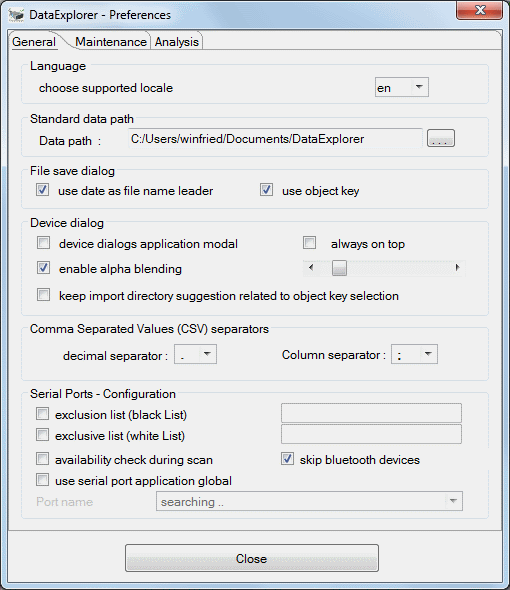 DataExplorer - Preferences
General Maintenance Analysis
Language
choose supported locale en
Standard data path
Data path : C:/Users/winfried/Documents/DataExplorer ...
File save dialog
use date as file name leader use object key
Device dialog
device dialogs application modal always on top
enable alpha blending
keep import directory suggestion related to object key selection
Comma Separated Values (CSV) separators
decimal separator : . Column separator : ;
Serial Ports - Configuration
exclusion list (black List)
exclusive list (white List)
availability check during scan skip bluetooth devices
use serial port application global
Port name searching ..
Close